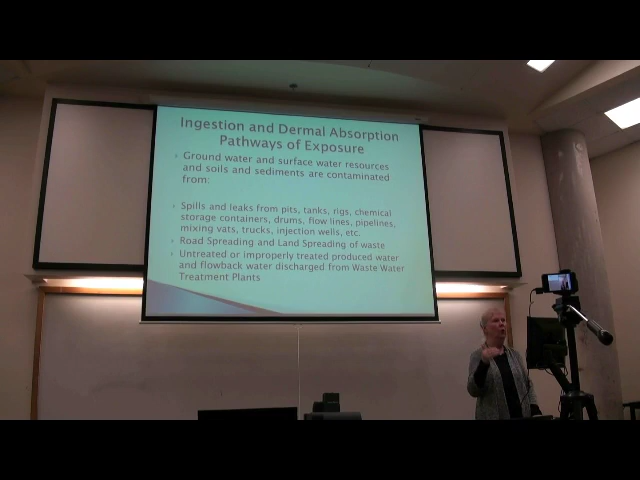 Ingestion and Dermal Absorption
Pathways of Exposure
Ground water and surface water resources
and soils and sediments are contaminated
from:
Spills and leaks from pits, tanks, rigs, chemical
storage containers, drums, flow lines, pipelines,
mixing vats, trucks, injection wells, etc.
Road Spreading and Land Spreading of waste
Untreated or Improperly treated produced water
and flowback water discharged from Waste Water
Treatment Plants